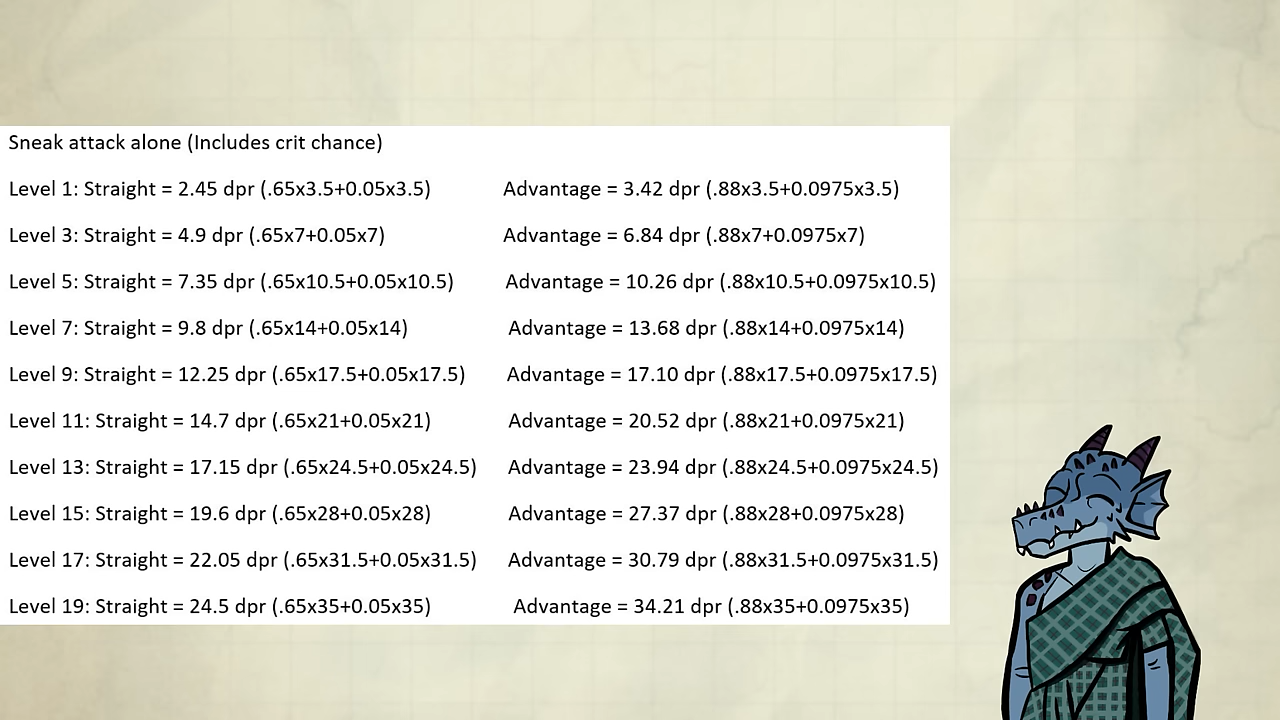 Sneak attack alone (Includes crit chance)
Level 1: Straight = 2.45 dpr (.65x3.5+0.05x3.5) Advantage = 3.42 dpr (.88x3.5+0.0975x3.5)
Level 3: Straight = 4.9 dpr (.65x7+0.05x7) Advantage = 6.84 dpr (.88x7+0.0975x7)
Level 5: Straight = 7.35 dpr (.65x10.5+0.05x10.5) Advantage = 10.26 dpr (.88x10.5+0.0975x10.5)
Level 7: Straight = 9.8 dpr (.65x14+0.05x14) Advantage = 13.68 dpr (.88x14+0.0975x14)
Level 9: Straight = 12.25 dpr (.65x17.5+0.05x17.5) Advantage = 17.10 dpr (.88x17.5+0.0975x17.5)
Level 11: Straight = 14.7 dpr (.65x21+0.05x21) Advantage = 20.52 dpr (.88x21+0.0975x21)
Level 13: Straight = 17.15 dpr (.65x24.5+0.05x24.5) Advantage = 23.94 dpr (.88x24.5+0.0975x24.5)
Level 15: Straight = 19.6 dpr (.65x28+0.05x28) Advantage = 27.37 dpr (.88x28+0.0975x28)
Level 17: Straight = 22.05 dpr (.65x31.5+0.05x31.5) Advantage = 30.79 dpr (.88x31.5+0.0975x31.5)
Level 19: Straight = 24.5 dpr (.65x35+0.05x35) Advantage = 34.21 dpr (.88x35+0.0975x35)